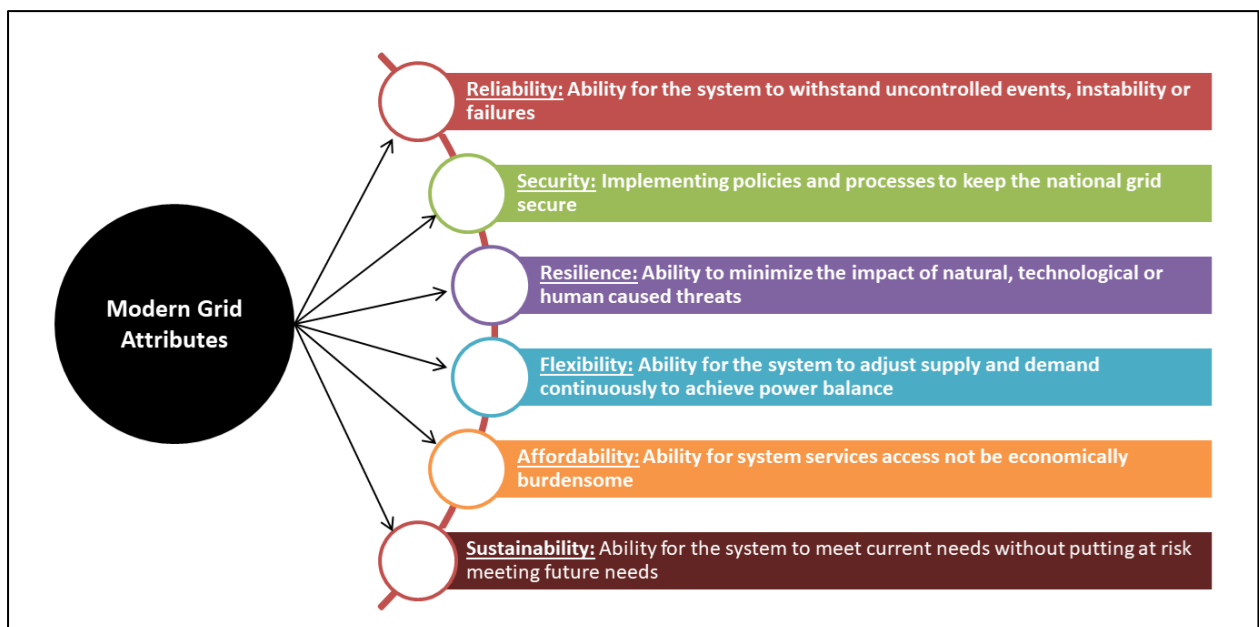 Modern Grid
Attributes
Reliability: Ability for the system to withstand uncontrolled events, instability or
failures
Security: Implementing policies and processes to keep the national grid
secure
Resilience: Ability to minimize the impact of natural, technological or
human caused threats
Flexibility: Ability for the system to adjust supply and demand
continuously to achieve power balance
Affordability: Ability for system services access not be economically
burdensome
Sustainability: Ability for the system to meet current needs without putting at risk
meeting future needs